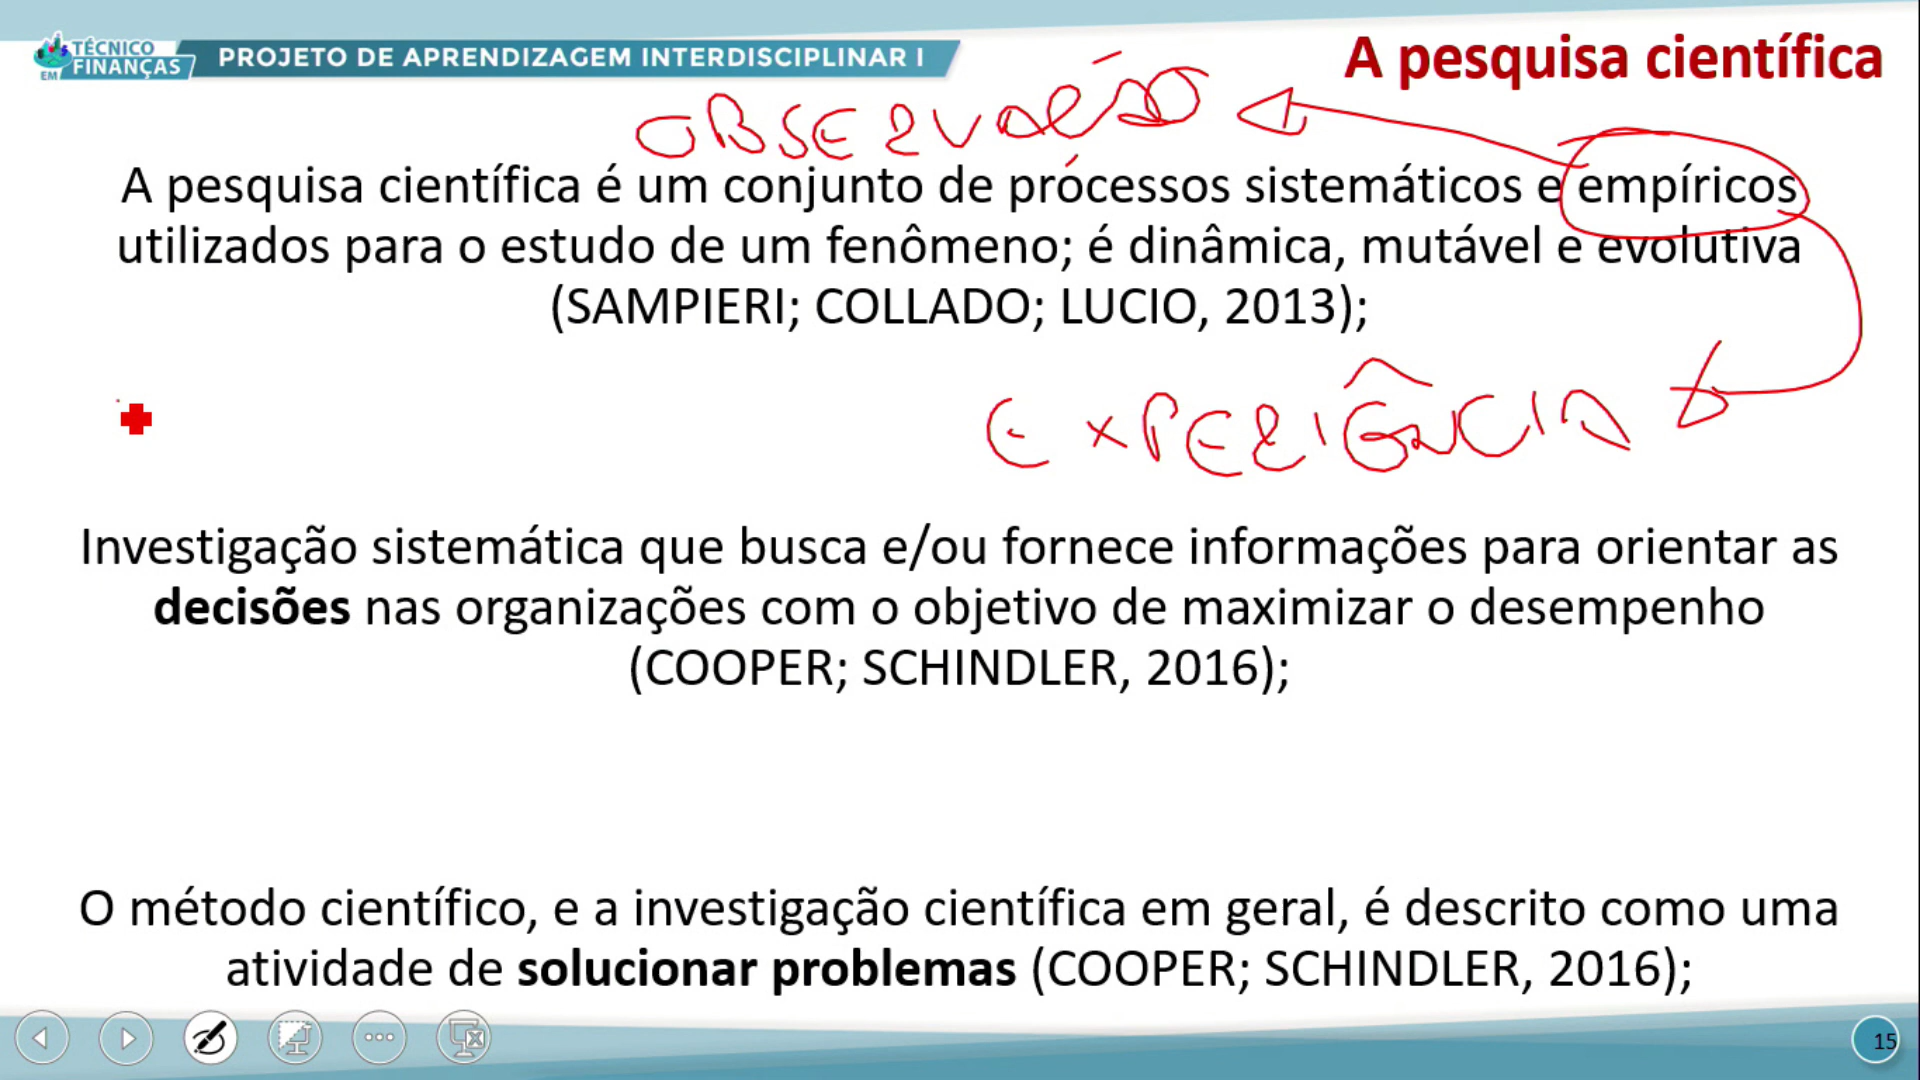 TÉCNICO
EM FINANÇAS
PROJETO DE APRENDIZAGEM INTERDISCIPLINAR I
A pesquisa científica
OBSERVAÇÃO
A pesquisa científica é um conjunto de processos sistemáticos e empíricos
utilizados para o estudo de um fenômeno; é dinâmica, mutável e evolutiva
(SAMPIERI; COLLADO; LUCIO, 2013);
EXPERIÊNCIA
Investigação sistemática que busca e/ou fornece informações para orientar as
decisões nas organizações com o objetivo de maximizar o desempenho
(COOPER; SCHINDLER, 2016);
O método científico, e a investigação científica em geral, é descrito como uma
atividade de solucionar problemas (COOPER; SCHINDLER, 2016);
15